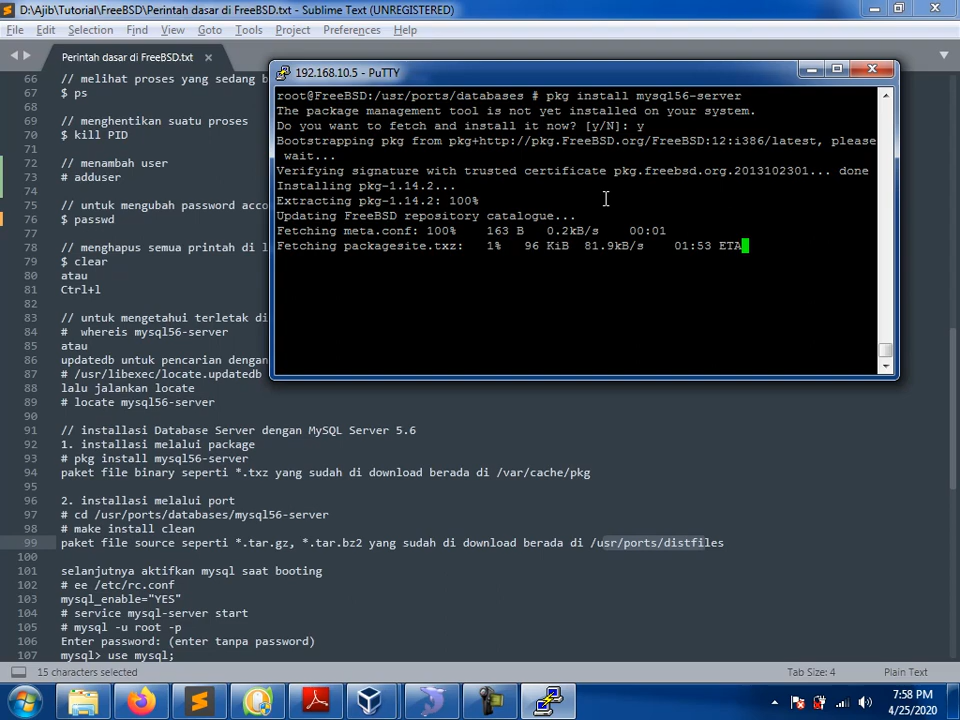 D:\Ajib\Tutorial\FreeBSD\Perintah dasar di FreeBSD.txt - Sublime Text (UNREGISTERED)
File Edit Selection Find View Goto Tools Project Preferences Help
Perintah dasar di FreeBSD.txt
66 // melihat proses yang sedang b
67 $ ps
68
69 // menghentikan suatu proses
70 $ kill PID
71
72 // menambah user
73 # adduser
74
75 // untuk mengubah password acco
76 $ passwd
77
78 // menghapus semua printah di l
79 $ clear
80 atau
81 Ctrl+l
82
83 // untuk mengetahui terletak di
84 #  whereis mysql56-server
85 atau
86 updatedb untuk pencarian dengan
87 # /usr/libexec/locate.updatedb
88 lalu jalankan locate
89 # locate mysql56-server
90
91 // installasi Database Server dengan MySQL Server 5.6
92 1. installasi melalui package
93 # pkg install mysql56-server
94 paket file binary seperti *.txz yang sudah di download berada di /var/cache/pkg
95
96 2. installasi melalui port
97 # cd /usr/ports/databases/mysql56-server
98 # make install clean
99 paket file source seperti *.tar.gz, *.tar.bz2 yang sudah di download berada di /usr/ports/distfiles
100
101 selanjutnya aktifkan mysql saat booting
102 # ee /etc/rc.conf
103 mysql_enable="YES"
104 # service mysql-server start
105 # mysql -u root -p
106 Enter password: (enter tanpa password)
107 mysql> use mysql;
192.168.10.5 - PuTTY
root@FreeBSD:/usr/ports/databases # pkg install mysql56-server
The package management tool is not yet installed on your system.
Do you want to fetch and install it now? [y/N]: y
Bootstrapping pkg from pkg+http://pkg.FreeBSD.org/FreeBSD:12:i386/latest, please
 wait...
Verifying signature with trusted certificate pkg.freebsd.org.2013102301... done
Installing pkg-1.14.2...
Extracting pkg-1.14.2: 100%
Updating FreeBSD repository catalogue...
Fetching meta.conf: 100%    163 B   0.2kB/s    00:01
Fetching packagesite.txz:   1%   96 KiB  81.9kB/s    01:53 ETA
15 characters selected
Tab Size: 4
Plain Text
7:58 PM
4/25/2020